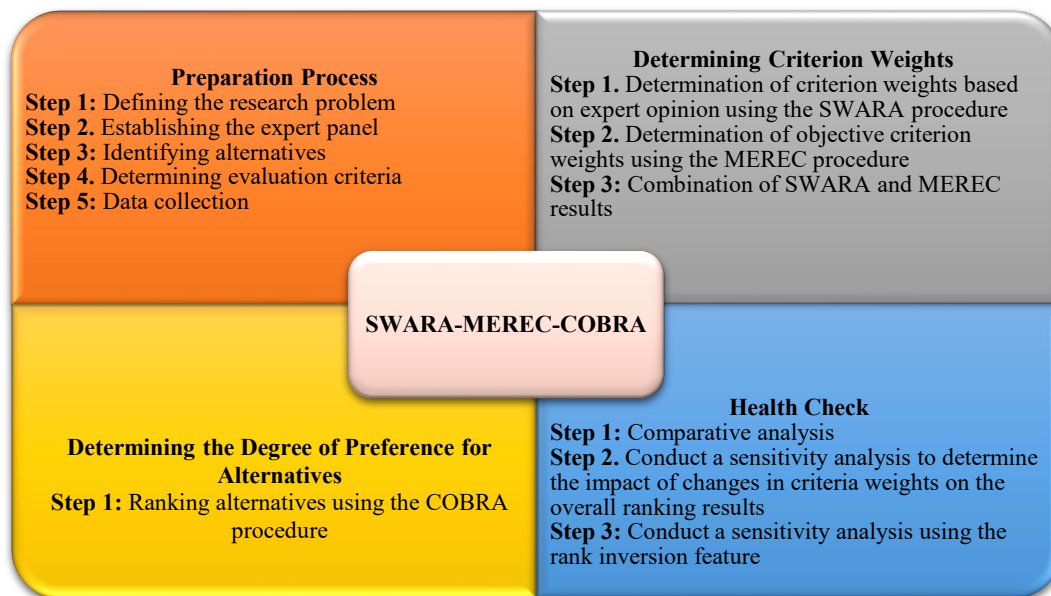 Preparation Process
Step 1: Defining the research problem
Step 2. Establishing the expert panel
Step 3: Identifying alternatives
Step 4. Determining evaluation criteria
Step 5: Data collection
Determining Criterion Weights
Step 1. Determination of criterion weights based
on expert opinion using the SWARA procedure
Step 2. Determination of objective criterion
weights using the MEREC procedure
Step 3: Combination of SWARA and MEREC
results
SWARA-MEREC-COBRA
Determining the Degree of Preference for
Alternatives
Step 1: Ranking alternatives using the COBRA
procedure
Health Check
Step 1: Comparative analysis
Step 2. Conduct a sensitivity analysis to determine
the impact of changes in criteria weights on the
overall ranking results
Step 3: Conduct a sensitivity analysis using the
rank inversion feature